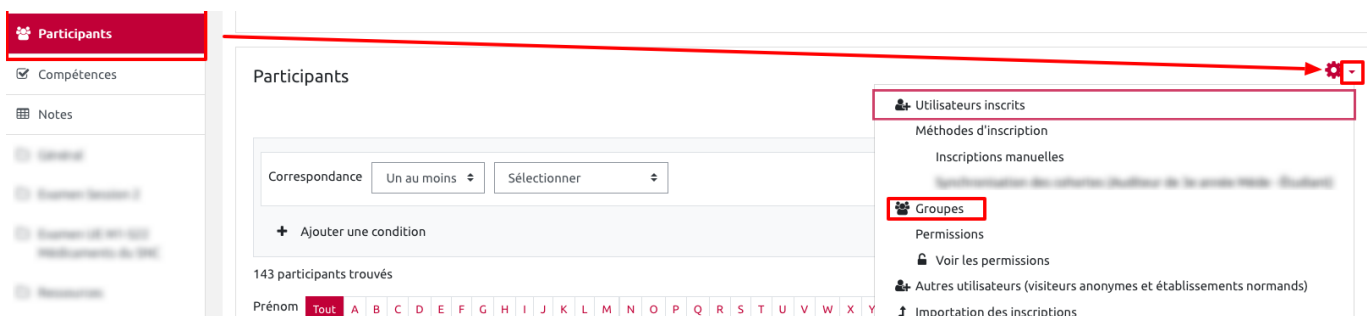 Participants
Compétences
Notes
Participants
Utilisateurs inscrits
Méthodes d'inscription
Inscriptions manuelles
Groupes
Permissions
Voir les permissions
Autres utilisateurs (visiteurs anonymes et établissements normands)
Importation des inscriptions
Correspondance Un au moins Sélectionner
Ajouter une condition
143 participants trouvés
Prénom Tout A B C D E F G H I J K L M N O P Q R S T U V W X Y